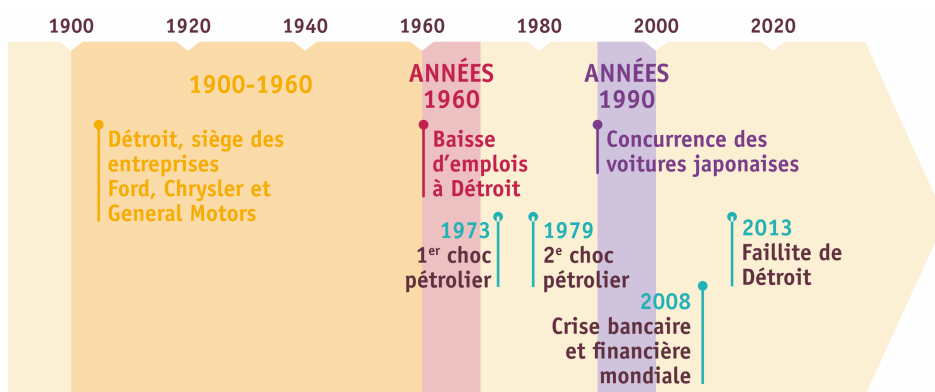 1900 1920 1940 1960 1980 2000 2020
1900-1960
Détroit, siège des
entreprises
Ford, Chrysler et
General Motors
ANNÉES
1960
Baisse
d’emplois
à Détroit
1973
1er choc
pétrolier
1979
2e choc
pétrolier
ANNÉES
1990
Concurrence des
voitures japonaises
2008
Crise bancaire
et financière
mondiale
2013
Faillite de
Détroit